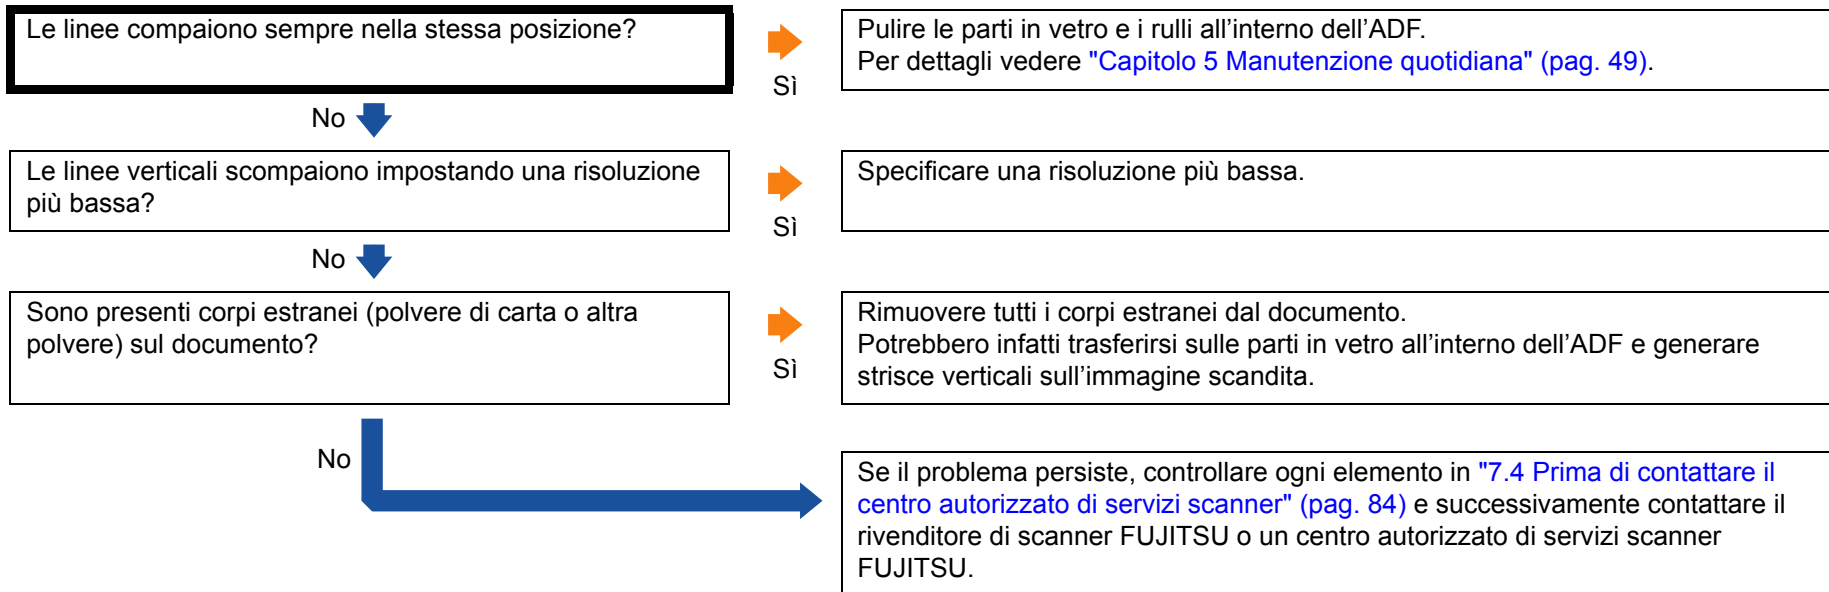 Le linee compaiono sempre nella stessa posizione?
Sì
Pulire le parti in vetro e i rulli all’interno dell’ADF.
Per dettagli vedere "Capitolo 5 Manutenzione quotidiana" (pag. 49).
No
Le linee verticali scompaiono impostando una risoluzione
più bassa?
Sì
Specificare una risoluzione più bassa.
No
Sono presenti corpi estranei (polvere di carta o altra
polvere) sul documento?
Sì
Rimuovere tutti i corpi estranei dal documento.
Potrebbero infatti trasferirsi sulle parti in vetro all’interno dell’ADF e generare
strisce verticali sull’immagine scandita.
No
Se il problema persiste, controllare ogni elemento in "7.4 Prima di contattare il
centro autorizzato di servizi scanner" (pag. 84) e successivamente contattare il
rivenditore di scanner FUJITSU o un centro autorizzato di servizi scanner
FUJITSU.